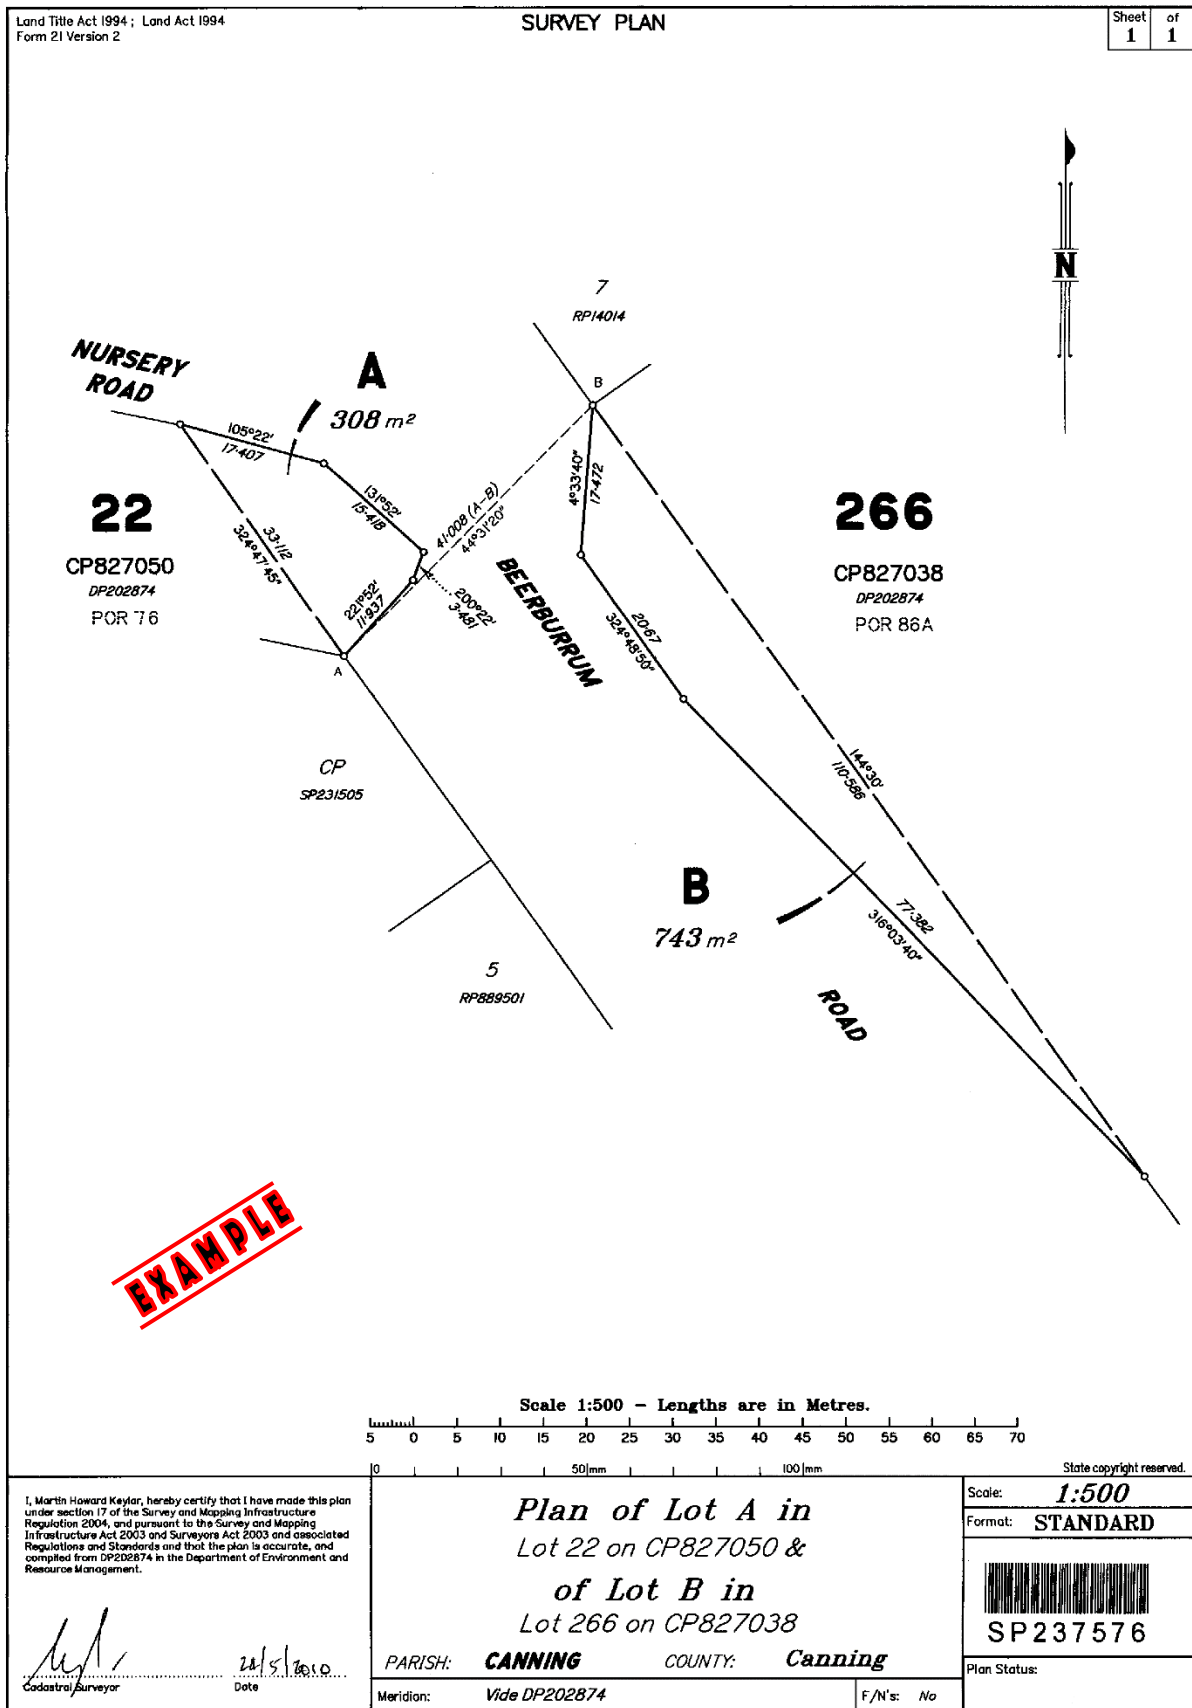 Land Title Act 1994 ; Land Act 1994
Form 21 Version 2
SURVEY PLAN
Sheet of
1 1
N
7
RP14014
NURSERY
ROAD
A
308 m²
B
105°22'
17·407
131°52'
15·418
4°33'40"
17·472
41·008 (A-B)
44°31'20"
22
CP827050
DP202874
POR 76
33·112
324°47'45"
266
CP827038
DP202874
POR 86A
BEERBURRUM
221°52'
11·937
200°22'
3·481
20·67
324°48'50"
A
CP
SP231505
144°30'
110·586
B
743 m²
77·382
316°03'40"
5
RP889501
ROAD
EXAMPLE
Scale 1:500 – Lengths are in Metres.
5 0 5 10 15 20 25 30 35 40 45 50 55 60 65 70
0 50 mm 100 mm
State copyright reserved.
I, Martin Howard Keylar, hereby certify that I have made this plan
under section 17 of the Survey and Mapping Infrastructure
Regulation 2004, and pursuant to the Survey and Mapping
Infrastructure Act 2003 and Surveyors Act 2003 and associated
Regulations and Standards and that the plan is accurate, and
compiled from DP202874 in the Department of Environment and
Resource Management.
24/5/2010
Cadastral Surveyor Date
Plan of Lot A in
Lot 22 on CP827050 &
of Lot B in
Lot 266 on CP827038
PARISH: CANNING COUNTY: Canning
Meridian: Vide DP202874 F/N's: No
Scale: 1:500
Format: STANDARD
SP237576
Plan Status: